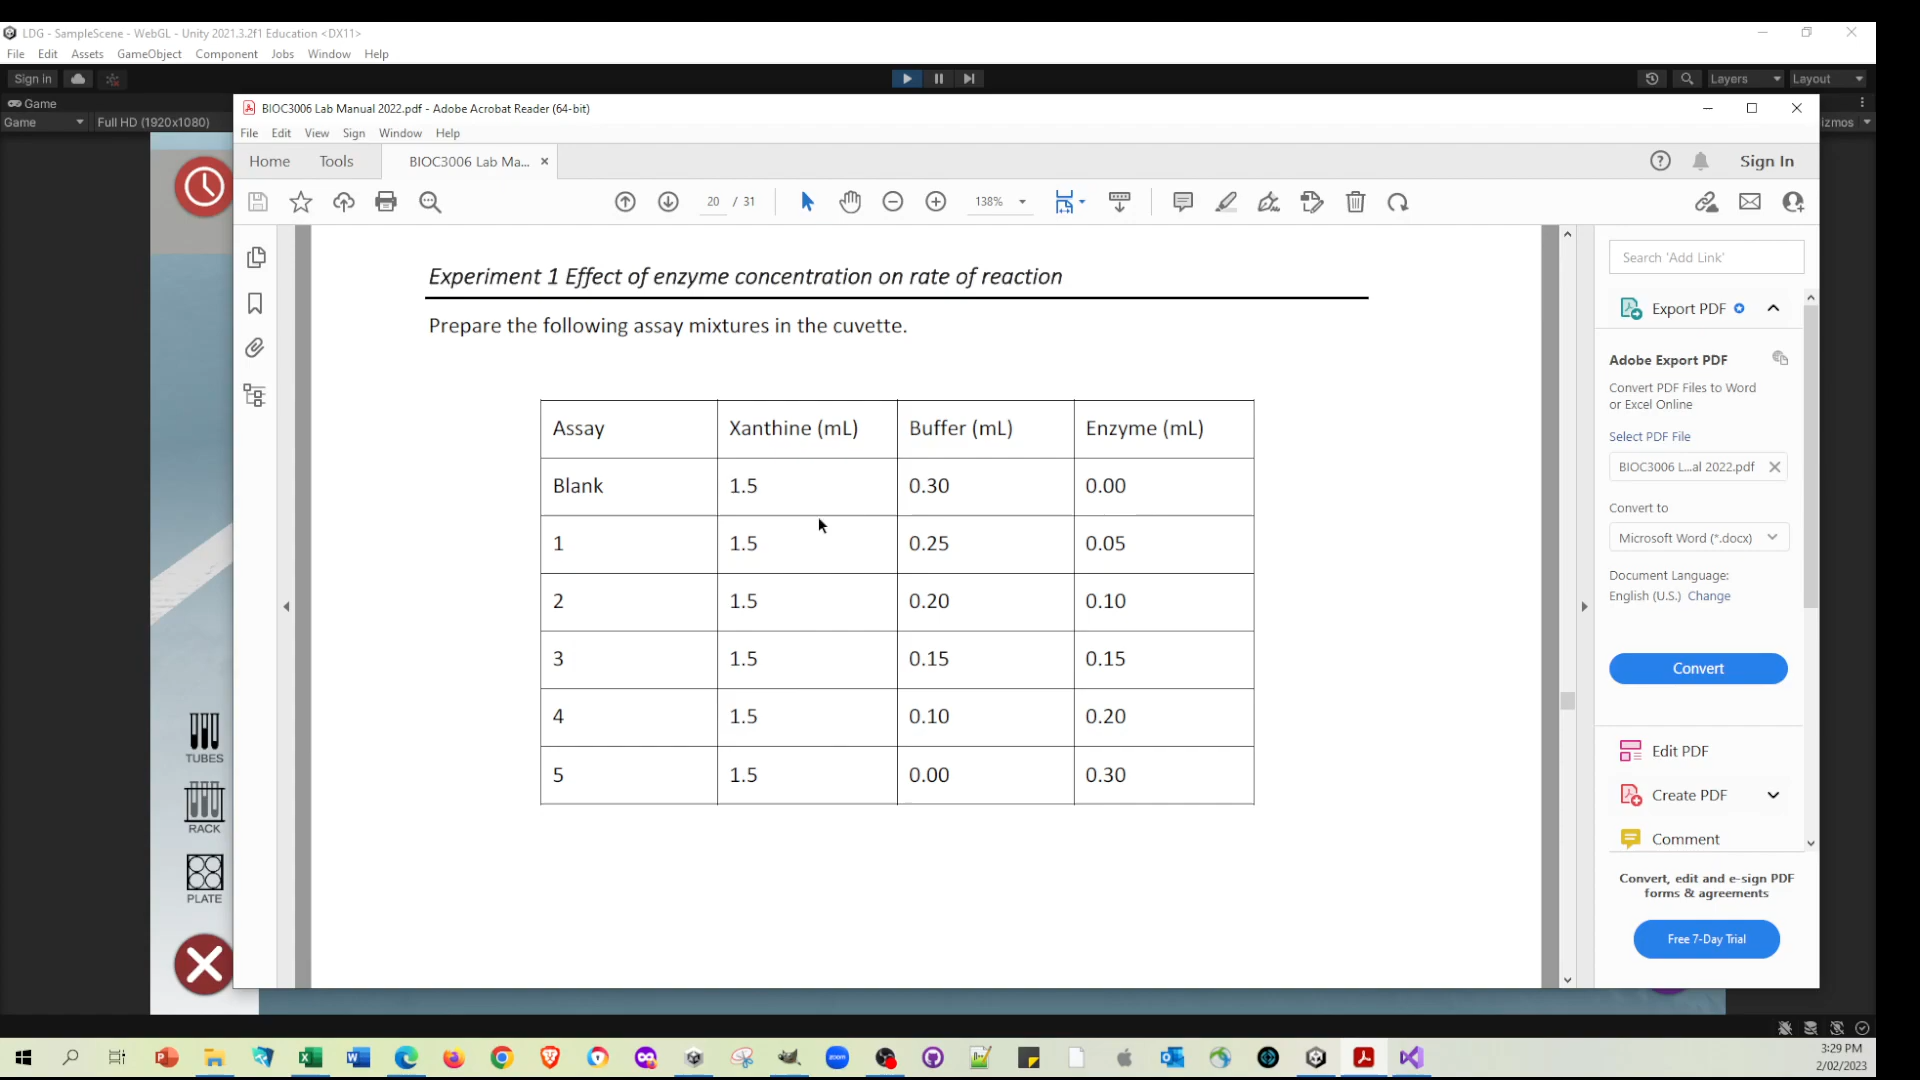 LDG - SampleScene - WebGL - Unity 2021.3.2f1 Education <DX11>
File Edit Assets GameObject Component Jobs Window Help
Sign in
Layers
Layout
Game
Game Full HD (1920x1080)
izmos
BIOC3006 Lab Manual 2022.pdf - Adobe Acrobat Reader (64-bit)
File Edit View Sign Window Help
Home Tools BIOC3006 Lab Ma... Sign In
20 / 31 138%
Experiment 1 Effect of enzyme concentration on rate of reaction
Prepare the following assay mixtures in the cuvette.
Assay Xanthine (mL) Buffer (mL) Enzyme (mL)
Blank 1.5 0.30 0.00
1 1.5 0.25 0.05
2 1.5 0.20 0.10
3 1.5 0.15 0.15
4 1.5 0.10 0.20
5 1.5 0.00 0.30
Search 'Add Link'
Export PDF
Adobe Export PDF
Convert PDF Files to Word
or Excel Online
Select PDF File
BIOC3006 L...al 2022.pdf
Convert to
Microsoft Word (*.docx)
Document Language:
English (U.S.) Change
Convert
Edit PDF
Create PDF
Comment
Convert, edit and e-sign PDF
forms & agreements
Free 7-Day Trial
TUBES
RACK
PLATE
zoom
3:29 PM
2/02/2023